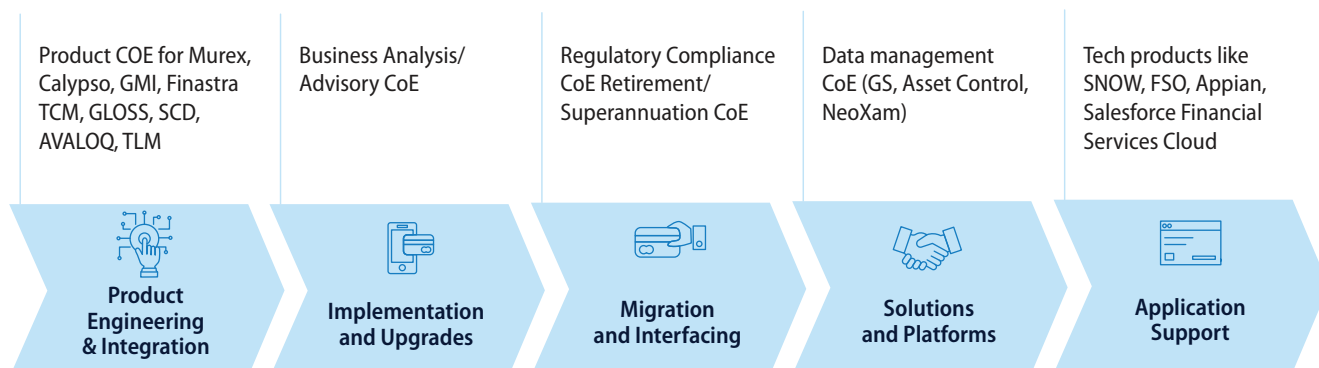 Product COE for Murex,
Calypso, GMI, Finastra
TCM, GLOSS, SCD,
AVALOQ, TLM
Business Analysis/
Advisory CoE
Regulatory Compliance
CoE Retirement/
Superannuation CoE
Data management
CoE (GS, Asset Control,
NeoXam)
Tech products like
SNOW, FSO, Appian,
Salesforce Financial
Services Cloud
Product
Engineering
& Integration
Implementation
and Upgrades
Migration
and Interfacing
Solutions
and Platforms
Application
Support